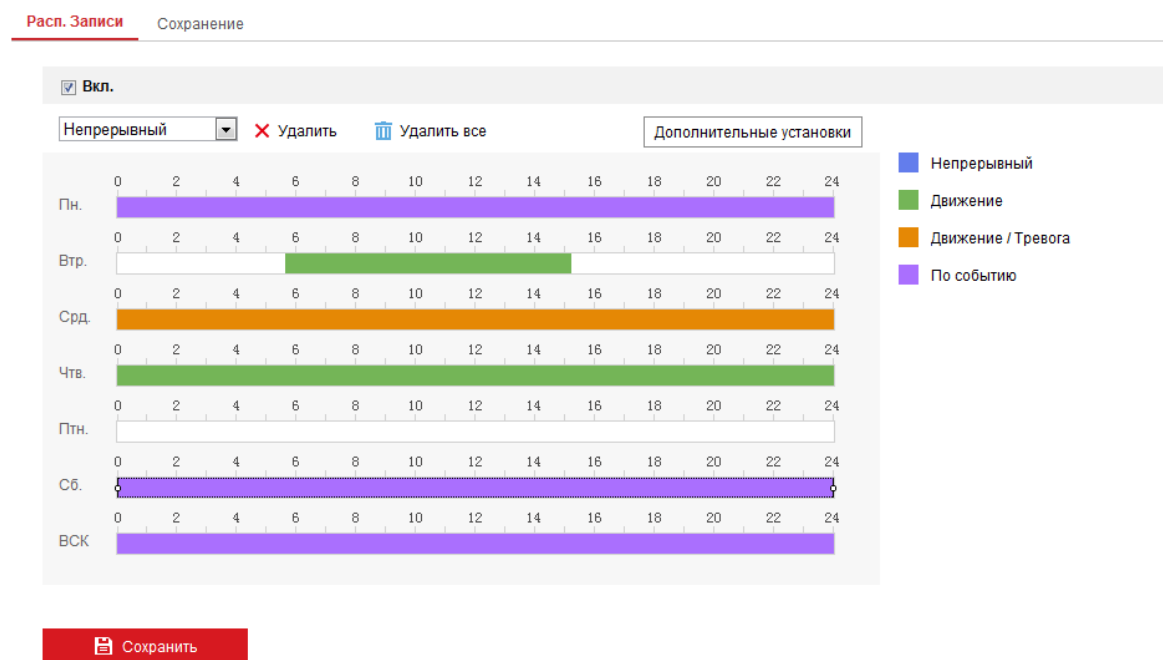 Расп. Записи Сохранение
Вкл.
Непрерывный Удалить Удалить все Дополнительные установки
Непрерывный
Движение
Движение / Тревога
По событию
0 2 4 6 8 10 12 14 16 18 20 22 24
Пн.
0 2 4 6 8 10 12 14 16 18 20 22 24
Втр.
0 2 4 6 8 10 12 14 16 18 20 22 24
Срд.
0 2 4 6 8 10 12 14 16 18 20 22 24
Чтв.
0 2 4 6 8 10 12 14 16 18 20 22 24
Птн.
0 2 4 6 8 10 12 14 16 18 20 22 24
Сб.
0 2 4 6 8 10 12 14 16 18 20 22 24
ВСК
Сохранить